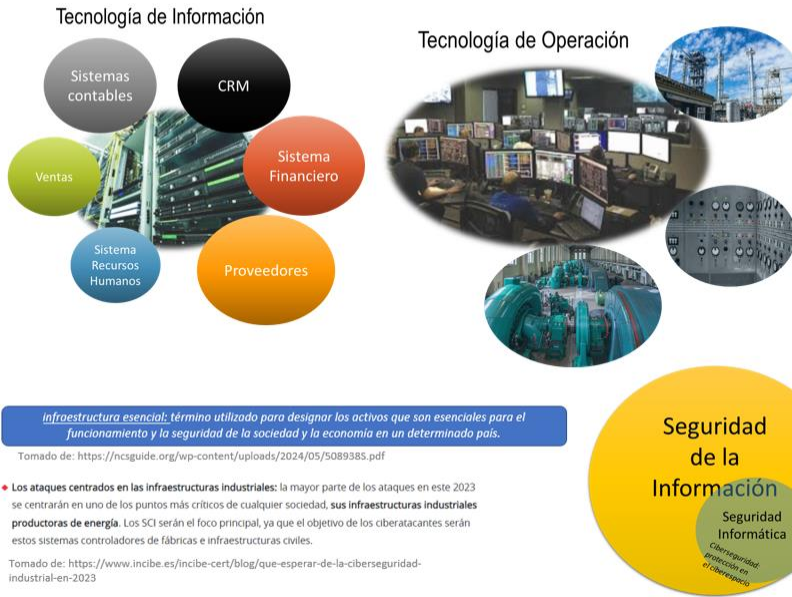 Tecnología de Información
Sistemas
contables
CRM
Ventas
Sistema
Financiero
Sistema
Recursos
Humanos
Proveedores
Tecnología de Operación
infraestructura esencial: término utilizado para designar los activos que son esenciales para el
funcionamiento y la seguridad de la sociedad y la economía en un determinado país.
Tomado de: https://ncsguide.org/wp-content/uploads/2024/05/5089385.pdf
Los ataques centrados en las infraestructuras industriales: la mayor parte de los ataques en este 2023
se centrarán en uno de los puntos más críticos de cualquier sociedad, sus infraestructuras industriales
productoras de energía. Los SCI serán el foco principal, ya que el objetivo de los ciberatacantes serán
estos sistemas controladores de fábricas e infraestructuras civiles.
Tomado de: https://www.incibe.es/incibe-cert/blog/que-esperar-de-la-ciberseguridad-
industrial-en-2023
Seguridad
de la
Información
Seguridad
Informática
Ciberseguridad:
protección en
el ciberespacio